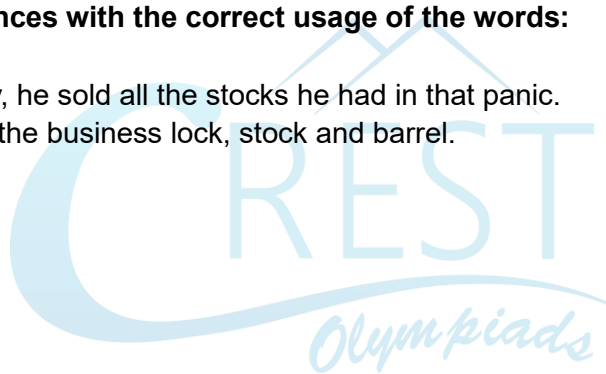 nces with the correct usage of the words:
, he sold all the stocks he had in that panic.
the business lock, stock and barrel.
CREST
Olympiads